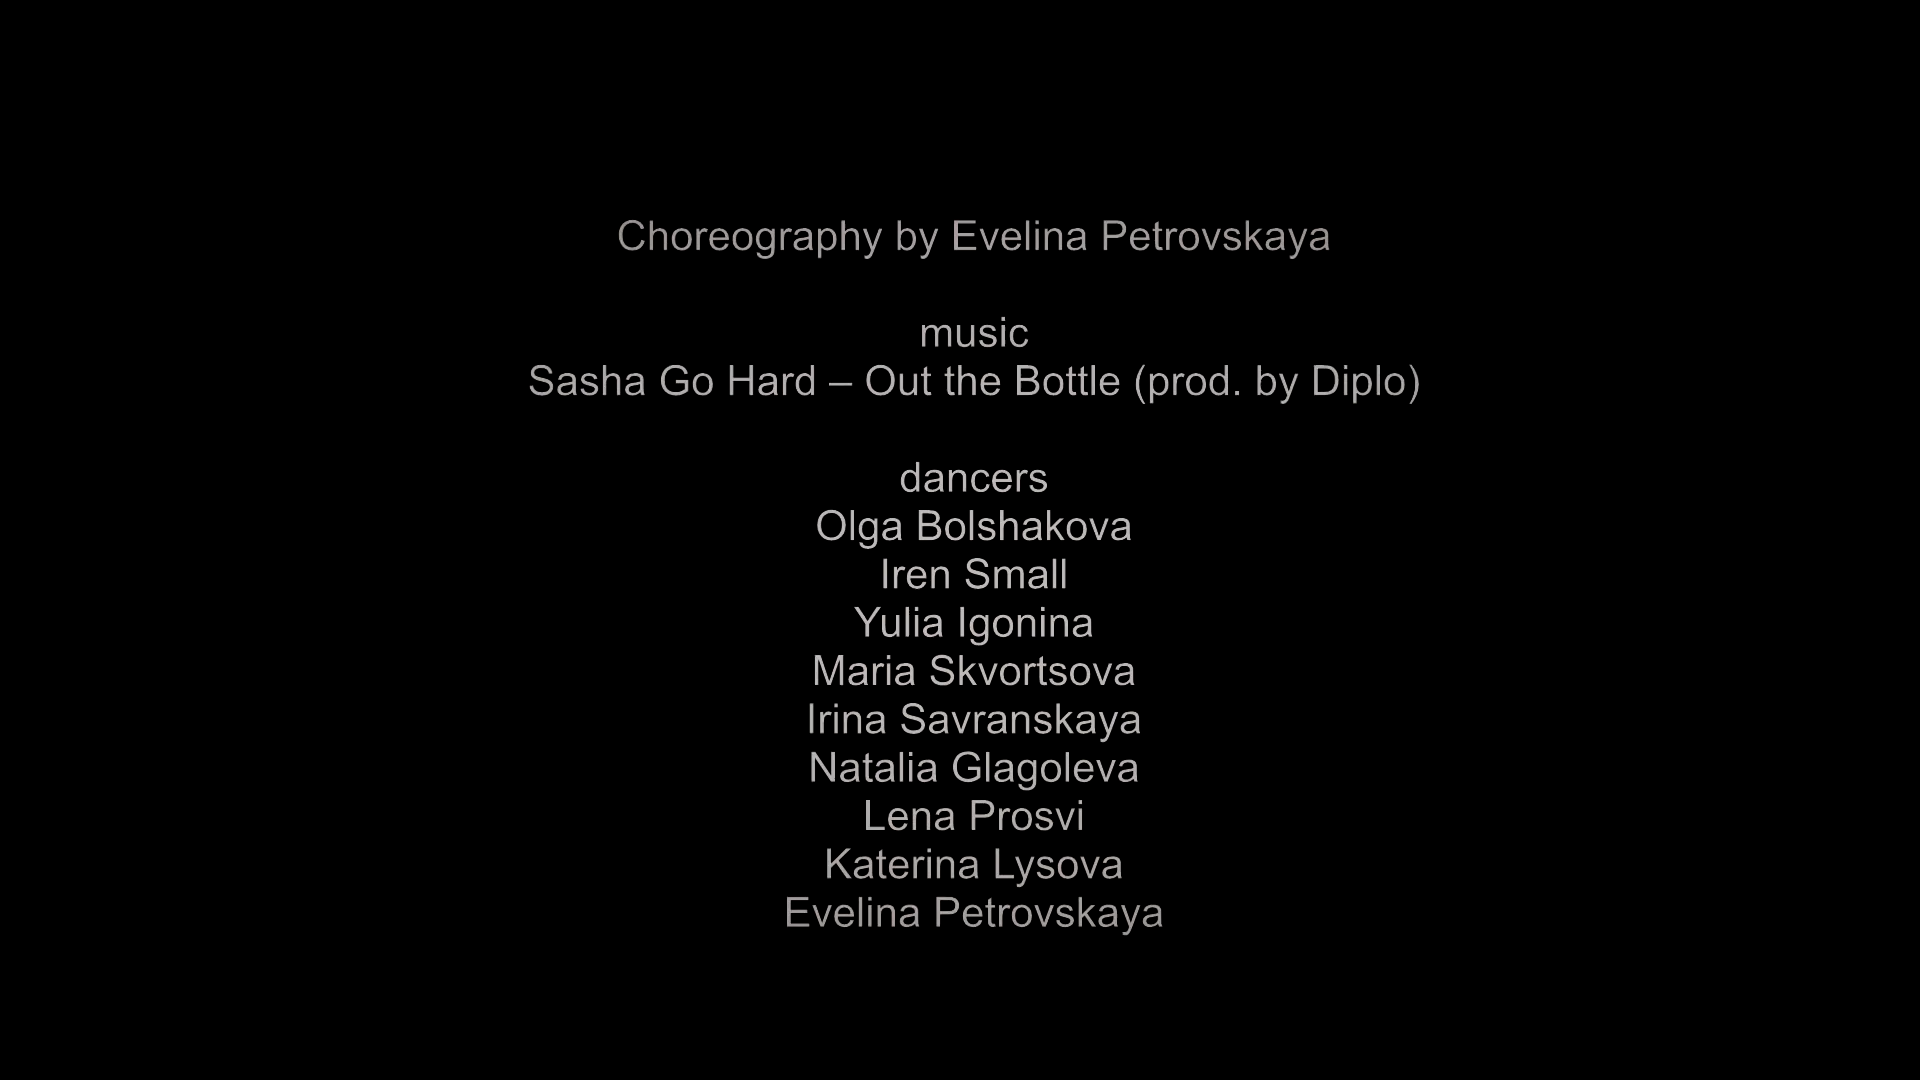 Choreography by Evelina Petrovskaya
music
Sasha Go Hard – Out the Bottle (prod. by Diplo)
dancers
Olga Bolshakova
Iren Small
Yulia Igonina
Maria Skvortsova
Irina Savranskaya
Natalia Glagoleva
Lena Prosvi
Katerina Lysova
Evelina Petrovskaya